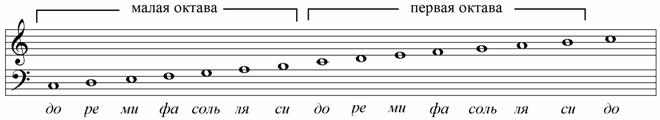 малая октава первая октава
до ре ми фа соль ля си до ре ми фа соль ля си до